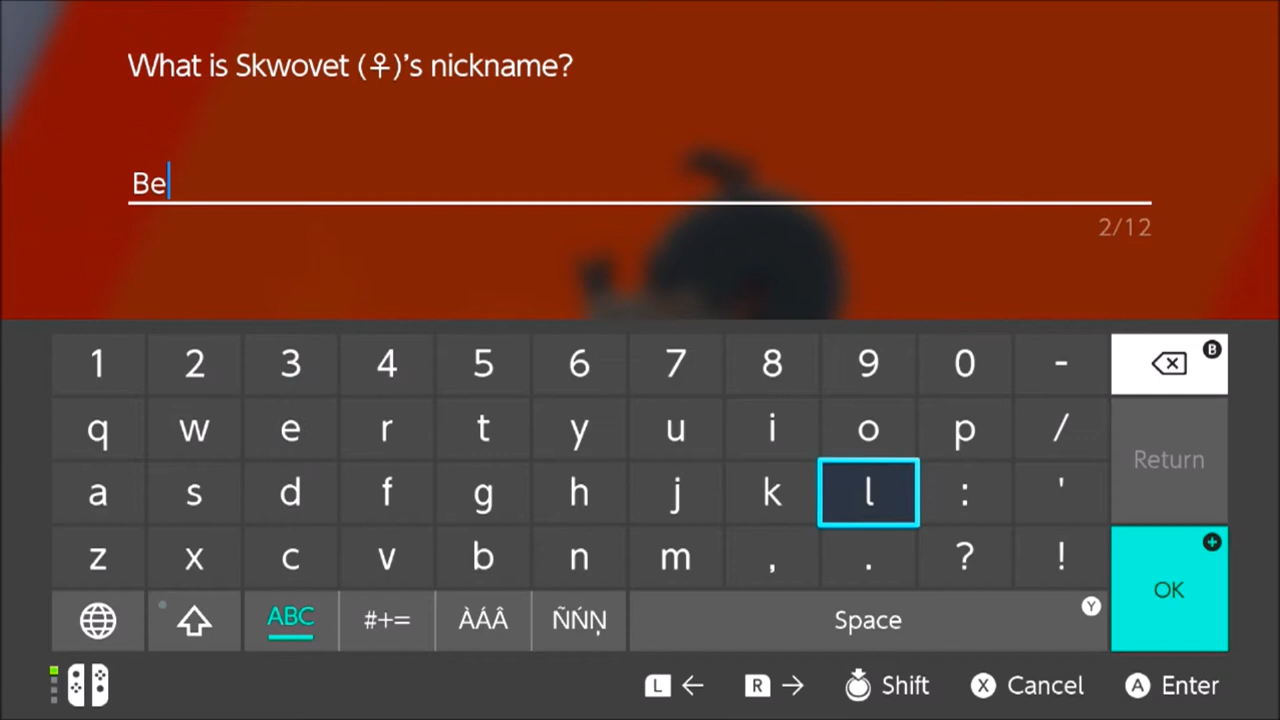 What is Skwovet (♀)'s nickname?
Be
2/12
1 2 3 4 5 6 7 8 9 0 - B
q w e r t y u i o p /
Return
a s d f g h j k l : '
z x c v b n m , . ? ! +
OK
ABC #+= ÀÁÂ ÑŃŅ Space Y
L ← R → Shift X Cancel A Enter